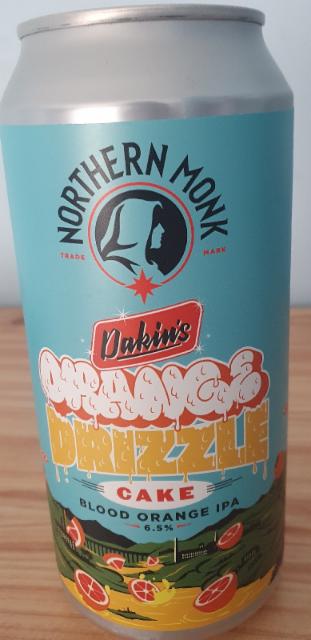 NORTHERN MONK
TRADE MARK
Dakin's
ORANGE
DRIZZLE
CAKE
BLOOD ORANGE IPA
6.5%